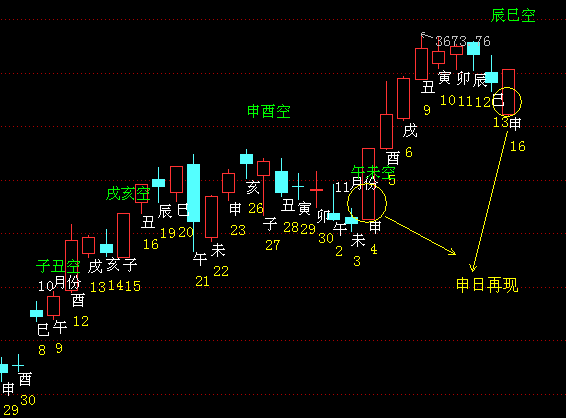 辰巳空
3673.76
丑
9
寅
10
卯
11
辰
12
巳
13
申
16
戌
6
酉
5
申酉空
午未空
11月份
申
4
未
3
午
2
卯
30
寅
29
丑
28
子
27
亥
26
申
23
未
22
午
21
巳
20
辰
19
丑
16
戌亥空
子
15
亥
14
戌
13
子丑空
10月份
酉
12
午
9
巳
8
酉
30
申
29
申日再现